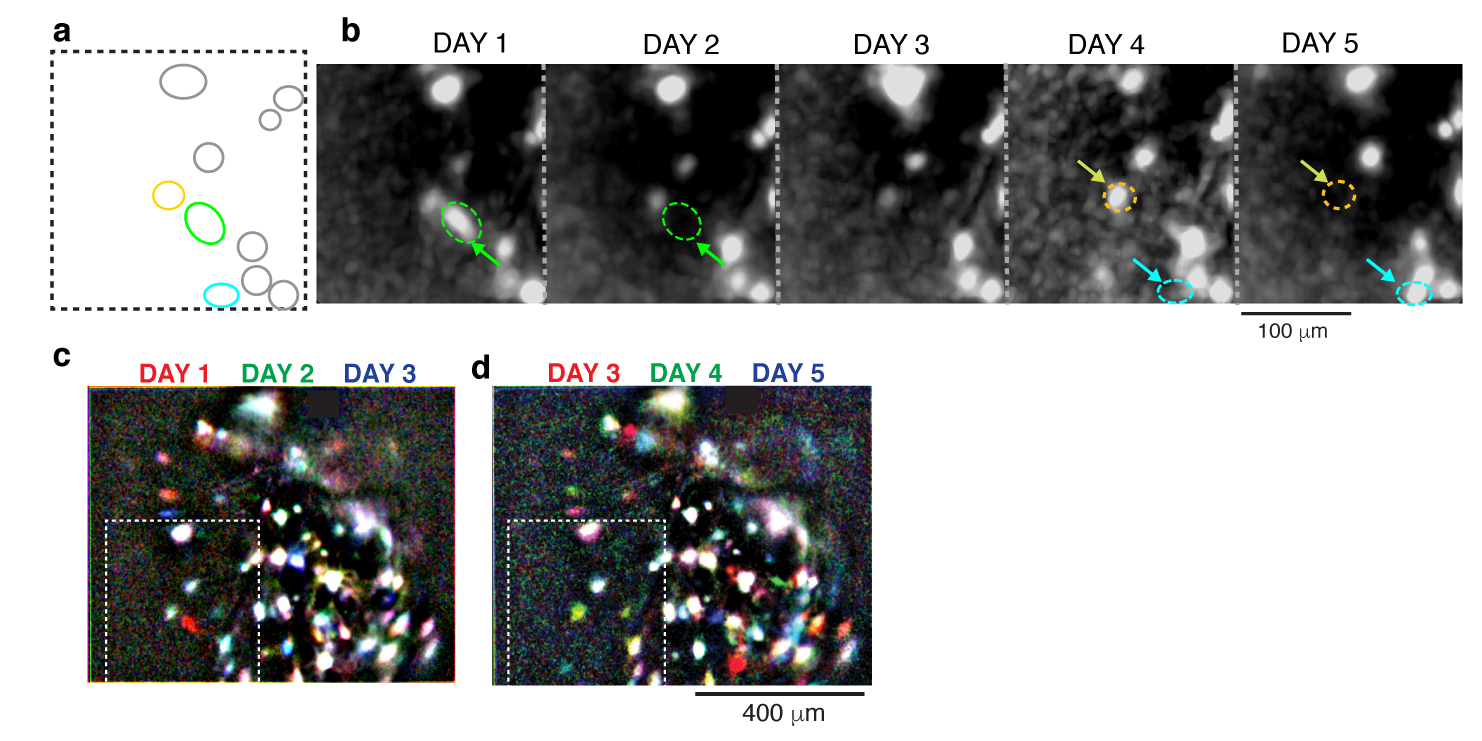 a
b
DAY 1 DAY 2 DAY 3 DAY 4 DAY 5
100 μm
c
DAY 1 DAY 2 DAY 3
d
DAY 3 DAY 4 DAY 5
400 μm